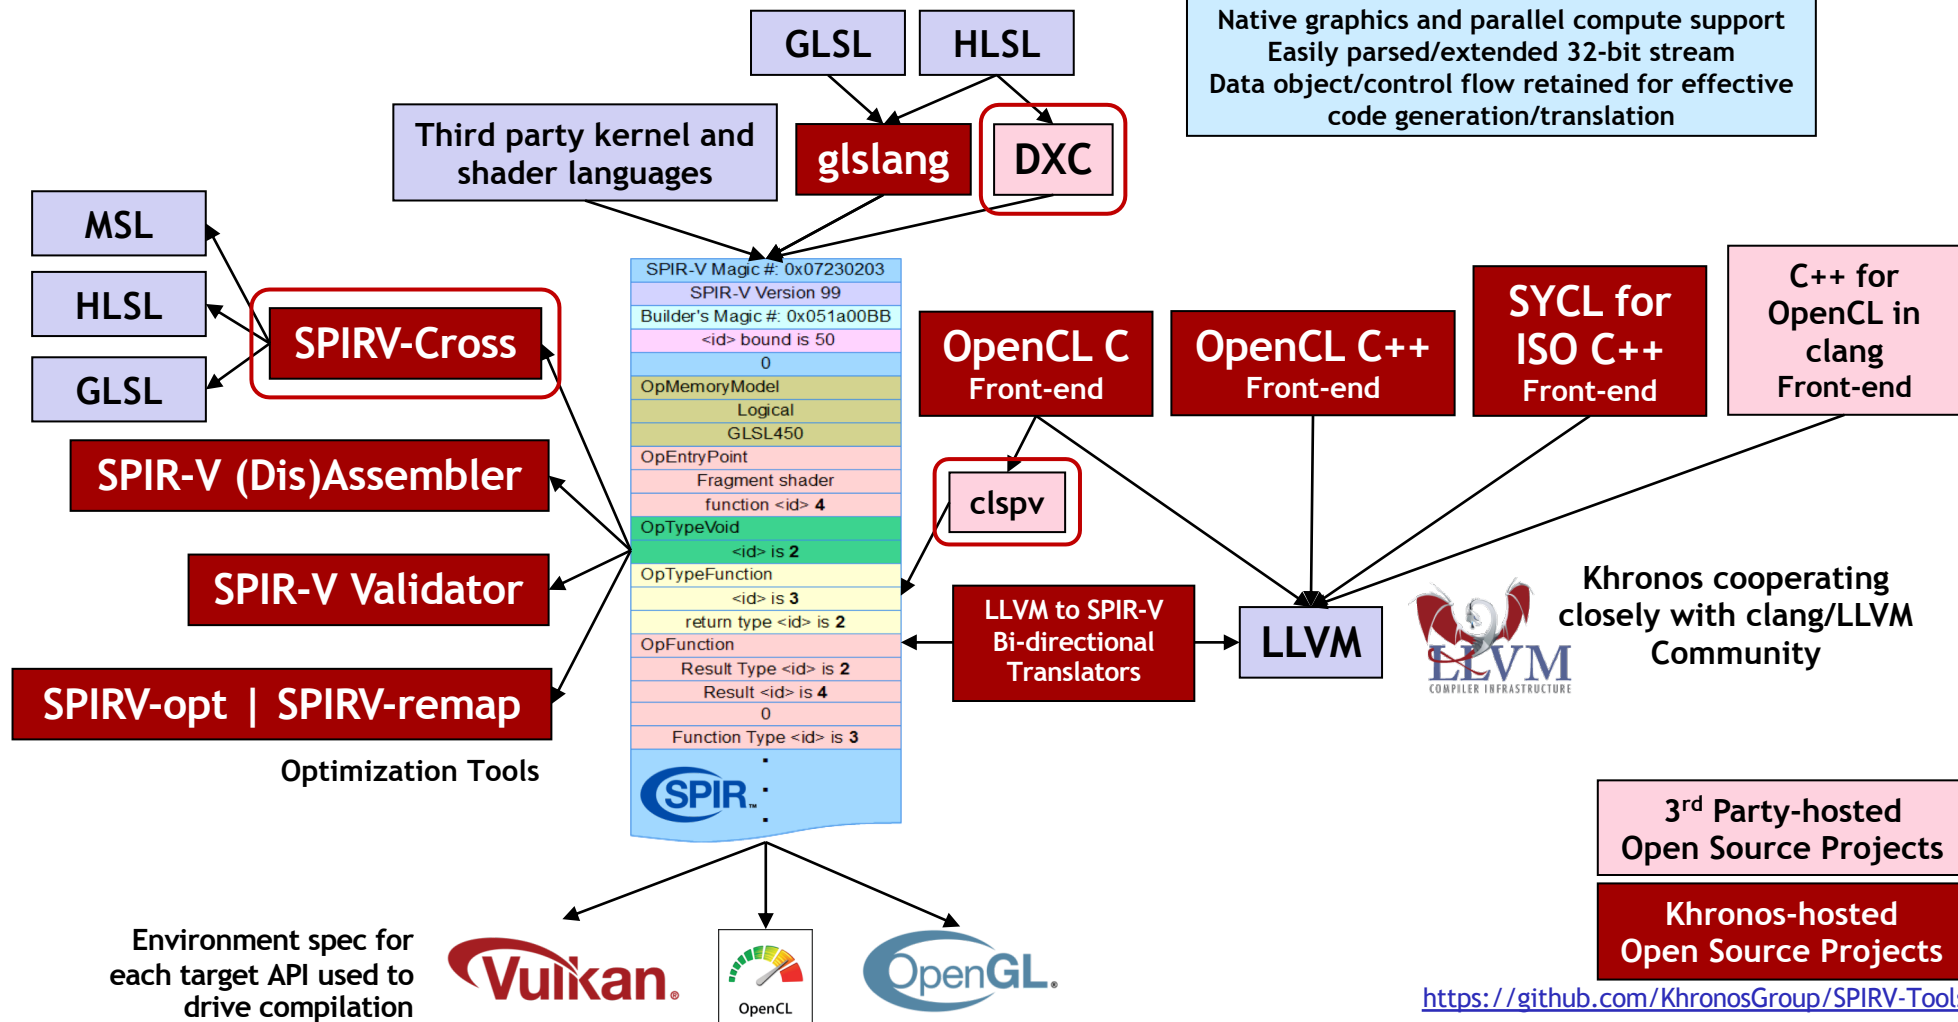 Native graphics and parallel compute support
Easily parsed/extended 32-bit stream
Data object/control flow retained for effective
code generation/translation
GLSL
HLSL
Third party kernel and
shader languages
glslang
DXC
MSL
HLSL
GLSL
SPIRV-Cross
SPIR-V (Dis)Assembler
SPIR-V Validator
SPIRV-opt | SPIRV-remap
Optimization Tools
SPIR-V Magic #: 0x07230203
SPIR-V Version 99
Builder's Magic #: 0x051a00BB
<id> bound is 50
0
OpMemoryModel
Logical
GLSL450
OpEntryPoint
Fragment shader
function <id> 4
OpTypeVoid
<id> is 2
OpTypeFunction
<id> is 3
return type <id> is 2
OpFunction
Result Type <id> is 2
Result <id> is 4
0
Function Type <id> is 3
SPIR™
OpenCL C
Front-end
OpenCL C++
Front-end
SYCL for
ISO C++
Front-end
C++ for
OpenCL in
clang
Front-end
clspv
LLVM to SPIR-V
Bi-directional
Translators
LLVM
LLVM
COMPILER INFRASTRUCTURE
Khronos cooperating
closely with clang/LLVM
Community
3rd Party-hosted
Open Source Projects
Khronos-hosted
Open Source Projects
https://github.com/KhronosGroup/SPIRV-Tools
Environment spec for
each target API used to
drive compilation
Vulkan®
OpenCL
OpenGL®